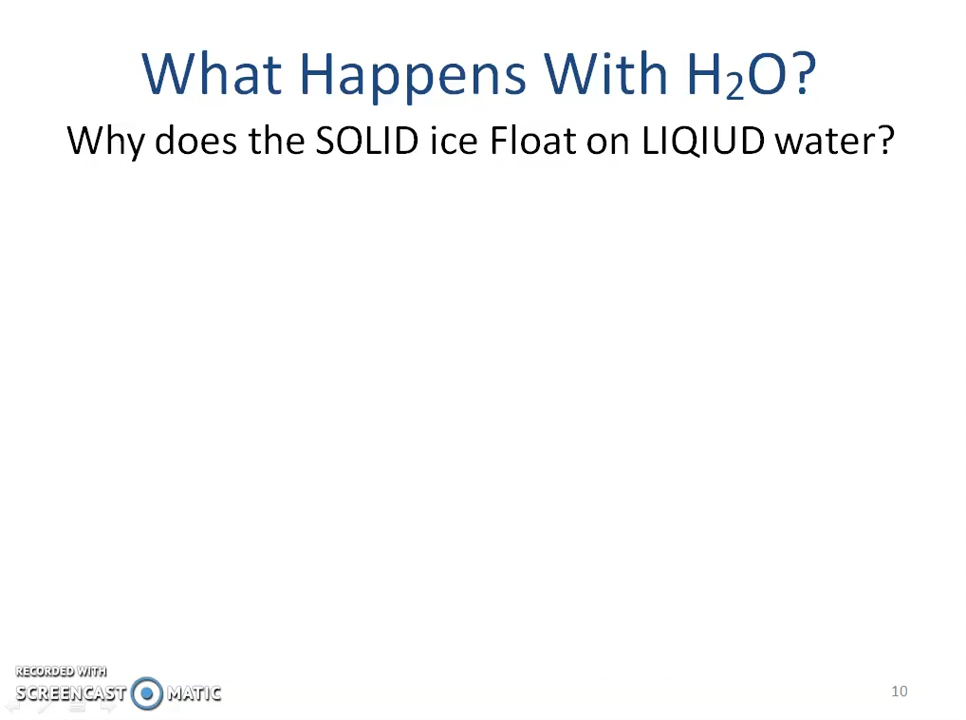 What Happens With H₂O?
Why does the SOLID ice Float on LIQIUD water?
RECORDED WITH
SCREENCAST MATIC
10